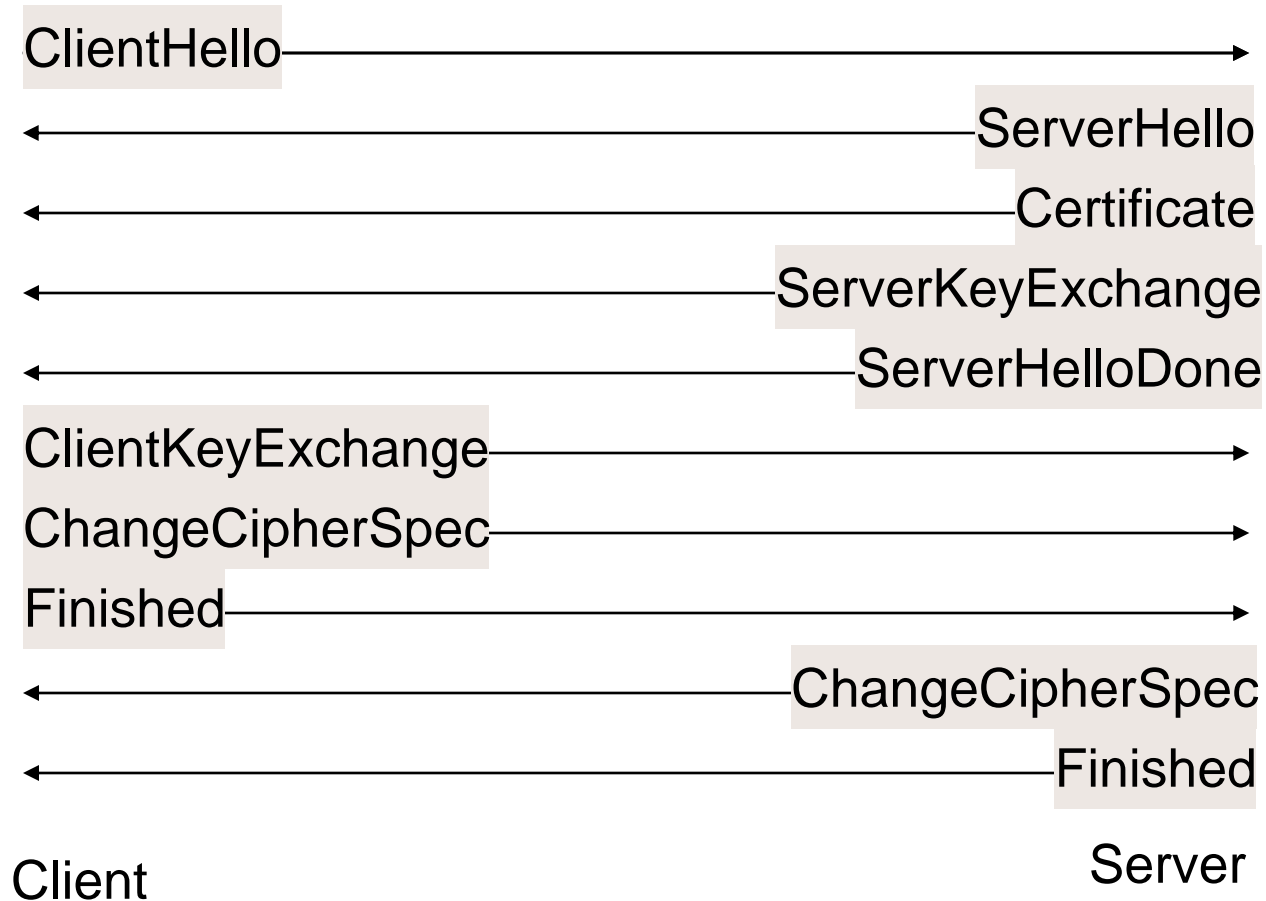 ClientHello
ServerHello
Certificate
ServerKeyExchange
ServerHelloDone
ClientKeyExchange
ChangeCipherSpec
Finished
ChangeCipherSpec
Finished
Client
Server